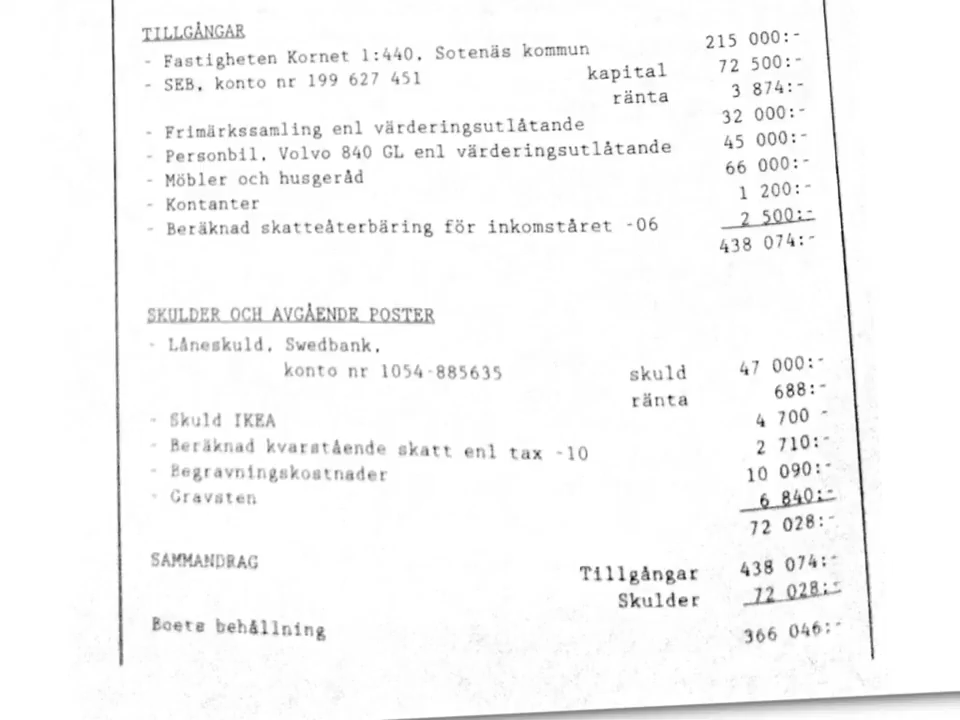 TILLGÅNGAR
- Fastigheten Kornet 1:440, Sotenäs kommun 215 000:-
- SEB, konto nr 199 627 451 kapital 72 500:-
ränta 3 874:-
- Frimärkssamling enl värderingsutlåtande 32 000:-
- Personbil, Volvo 840 GL enl värderingsutlåtande 45 000:-
- Möbler och husgeråd 66 000:-
- Kontanter 1 200:-
- Beräknad skatteåterbäring för inkomståret -06 2 500:-
438 074:-
SKULDER OCH AVGÅENDE POSTER
- Låneskuld, Swedbank,
konto nr 1054-885635 skuld 47 000:-
ränta 688:-
- Skuld IKEA 4 700 -
- Beräknad kvarstående skatt enl tax -10 2 710:-
- Begravningskostnader 10 090:-
- Gravsten 6 840:-
72 028:-
SAMMANDRAG
Tillgångar 438 074:-
Skulder 72 028:-
Boets behållning 366 046:-